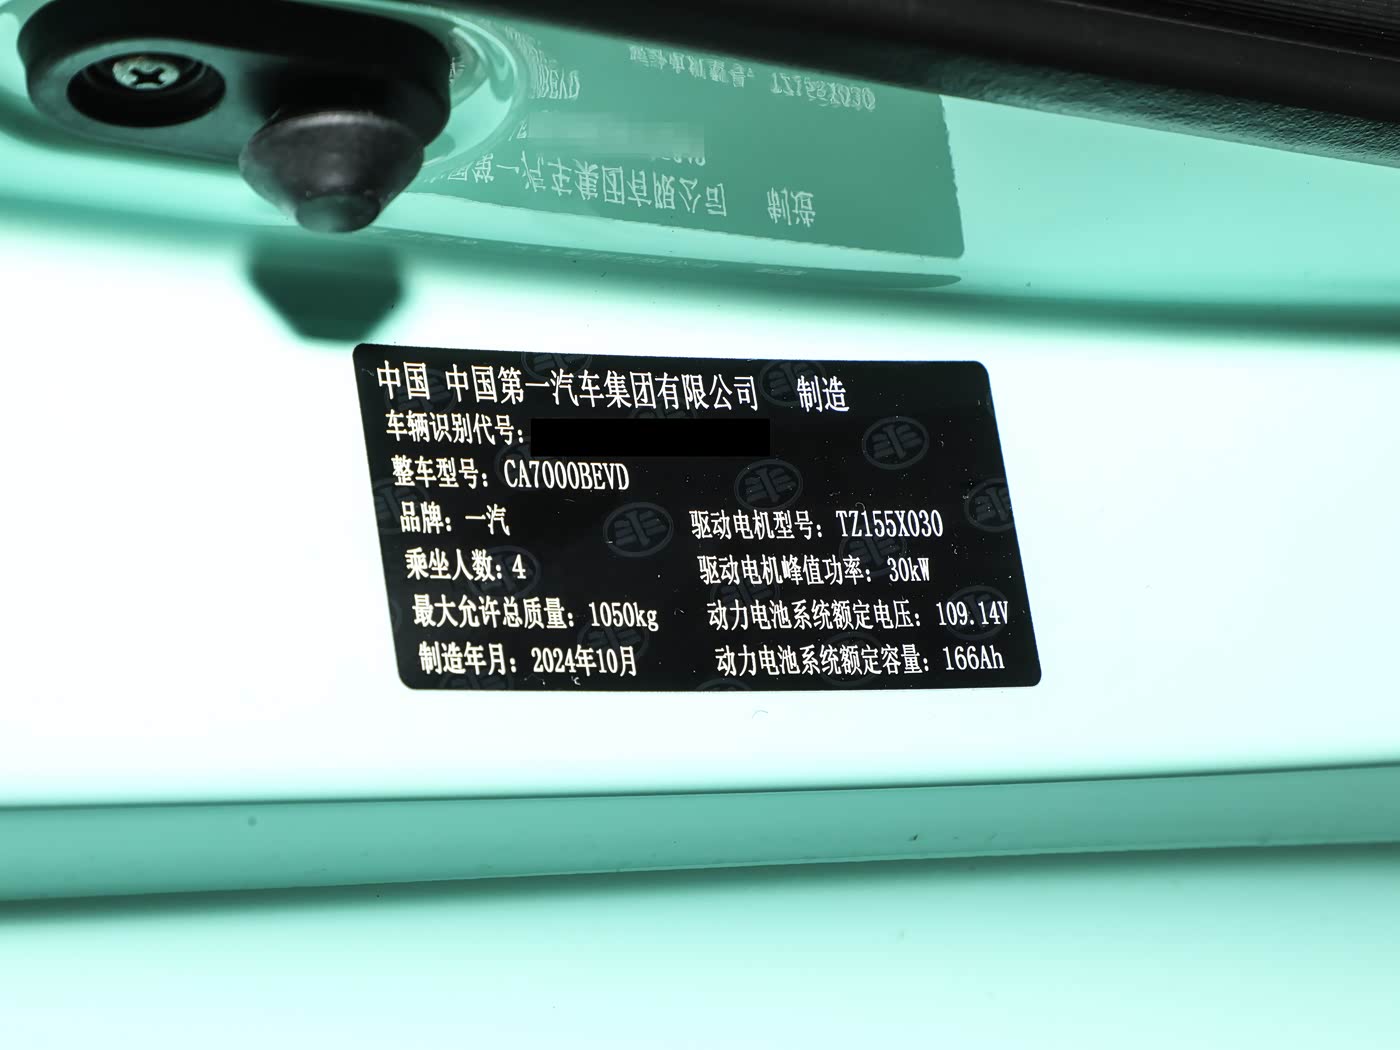 中国 中国第一汽车集团有限公司 制造
车辆识别代号：
整车型号：CA7000BEVD
品牌：一汽 驱动电机型号：TZ155X030
乘坐人数：4 驱动电机峰值功率：30kW
最大允许总质量：1050kg 动力电池系统额定电压：109.14V
制造年月：2024年10月 动力电池系统额定容量：166Ah